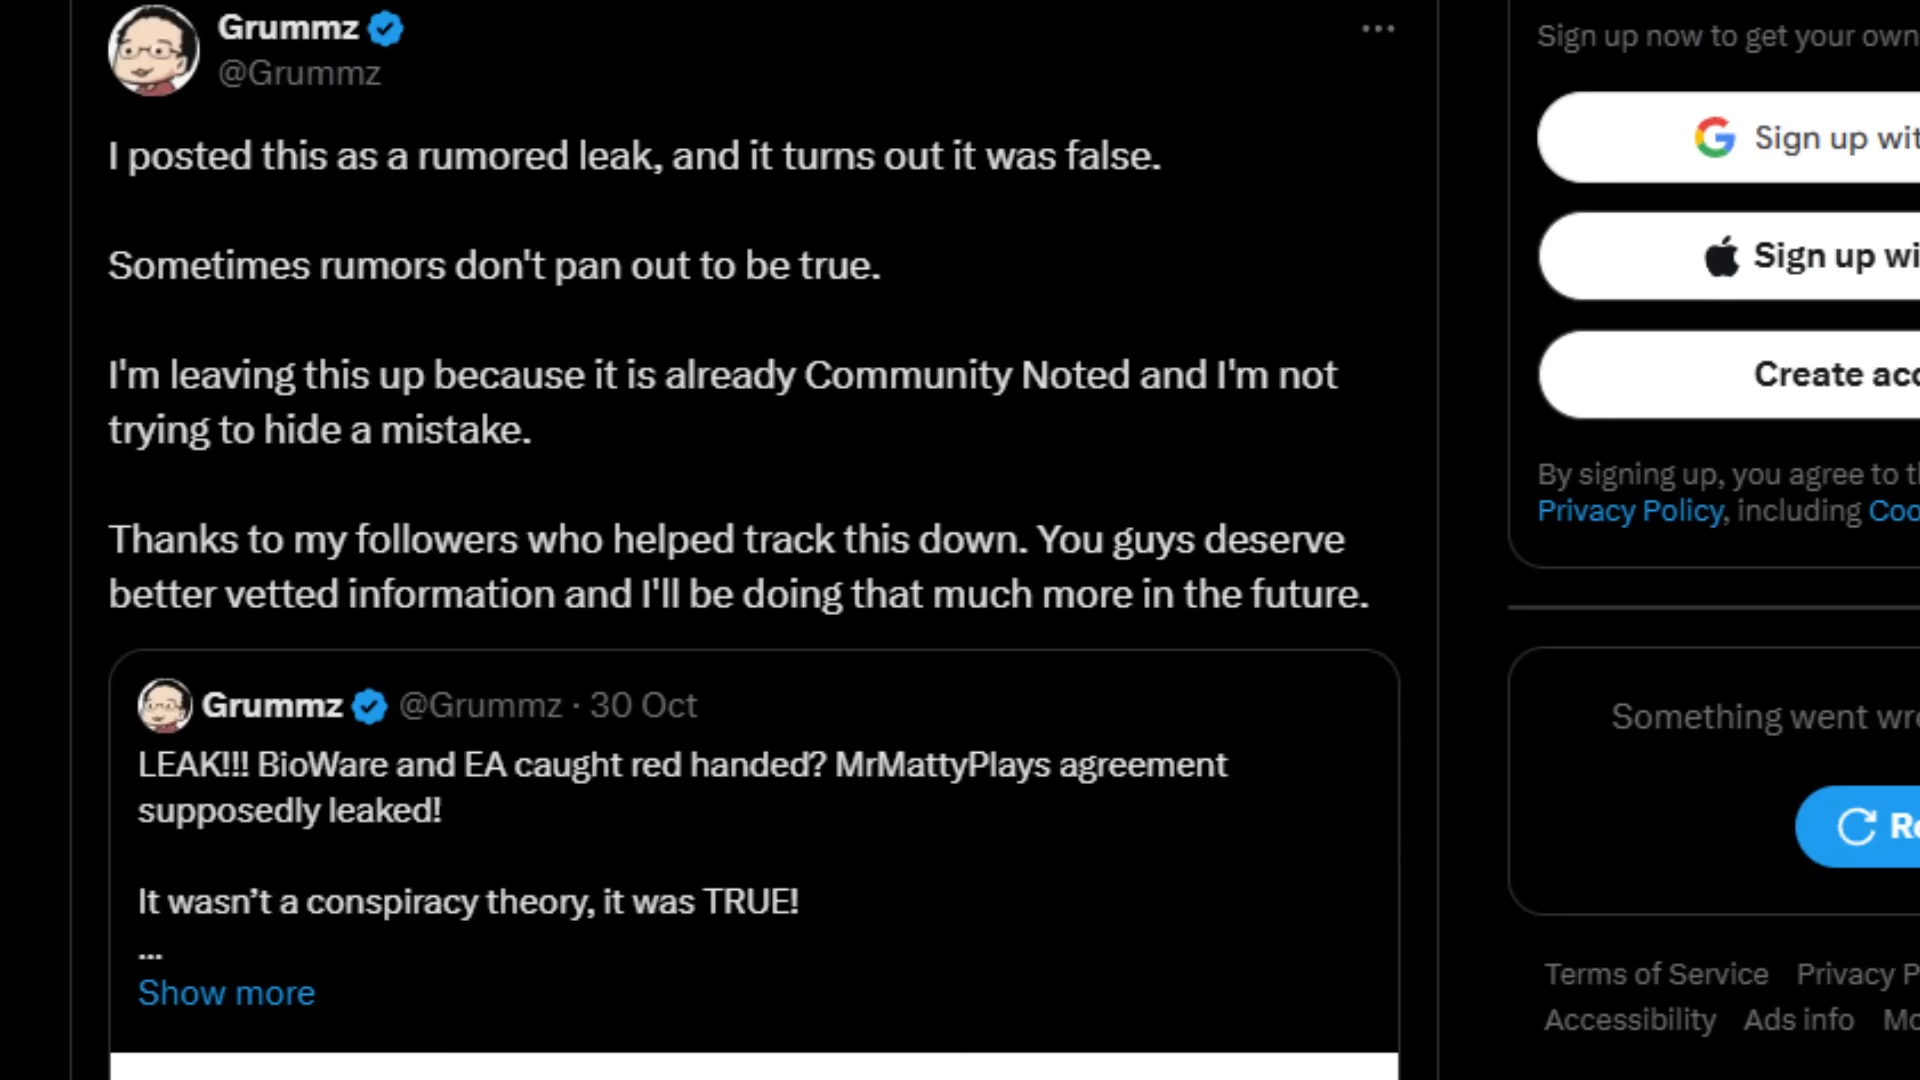 Grummz
@Grummz
I posted this as a rumored leak, and it turns out it was false.
Sometimes rumors don't pan out to be true.
I'm leaving this up because it is already Community Noted and I'm not
trying to hide a mistake.
Thanks to my followers who helped track this down. You guys deserve
better vetted information and I'll be doing that much more in the future.
Grummz @Grummz · 30 Oct
LEAK!!! BioWare and EA caught red handed? MrMattyPlays agreement
supposedly leaked!
It wasn’t a conspiracy theory, it was TRUE!
...
Show more
Sign up now to get your own
Sign up wit
Sign up wi
Create acc
By signing up, you agree to th
Privacy Policy, including Coo
Something went wro
Re
Terms of Service Privacy P
Accessibility Ads info Mo